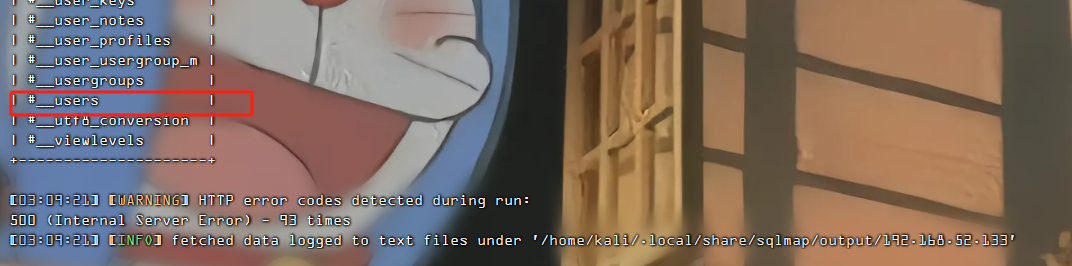 | #__user_keys |
| #__user_notes |
| #__user_profiles |
| #__user_usergroup_m |
| #__usergroups |
| #__users |
| #__utf8_conversion |
| #__viewlevels |
+---------------------+
[03:09:21] [WARNING] HTTP error codes detected during run:
500 (Internal Server Error) - 93 times
[03:09:21] [INFO] fetched data logged to text files under '/home/kali/.local/share/sqlmap/output/192.168.52.133'